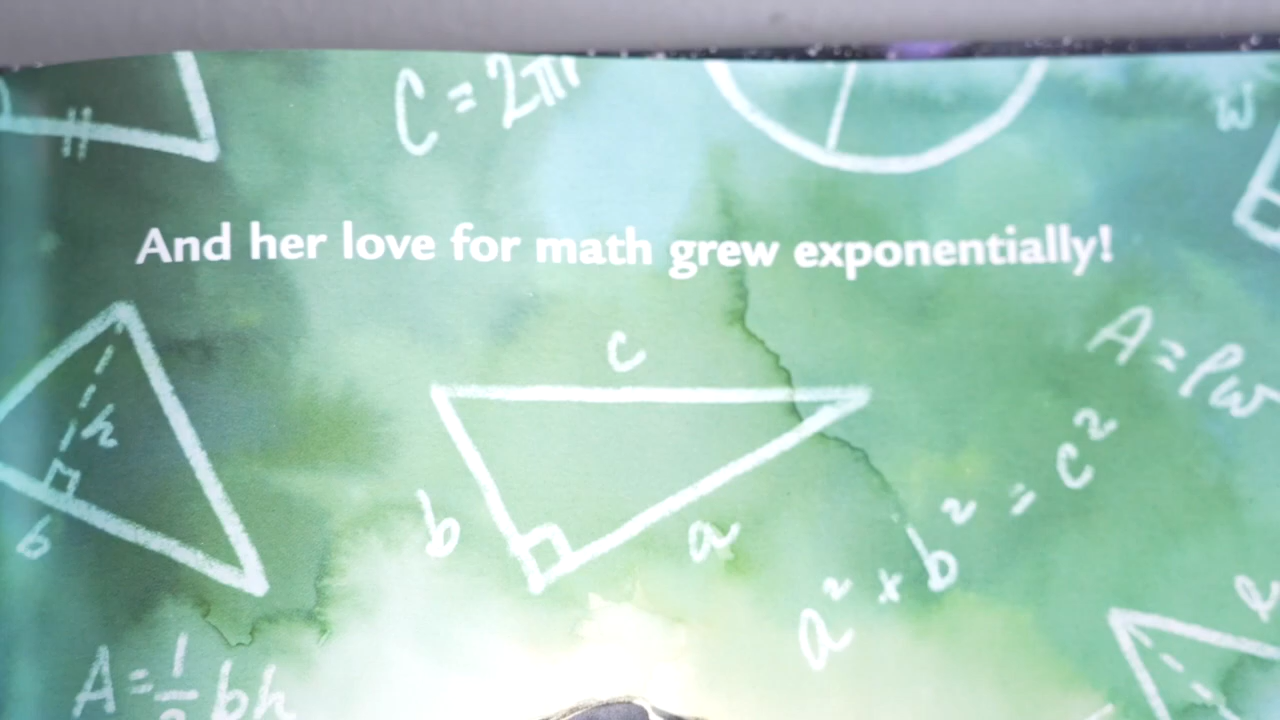 C = 2πr
w
And her love for math grew exponentially!
c
A = lw
h
b
b
a
a² + b² = c²
l
A = 1/2 bh